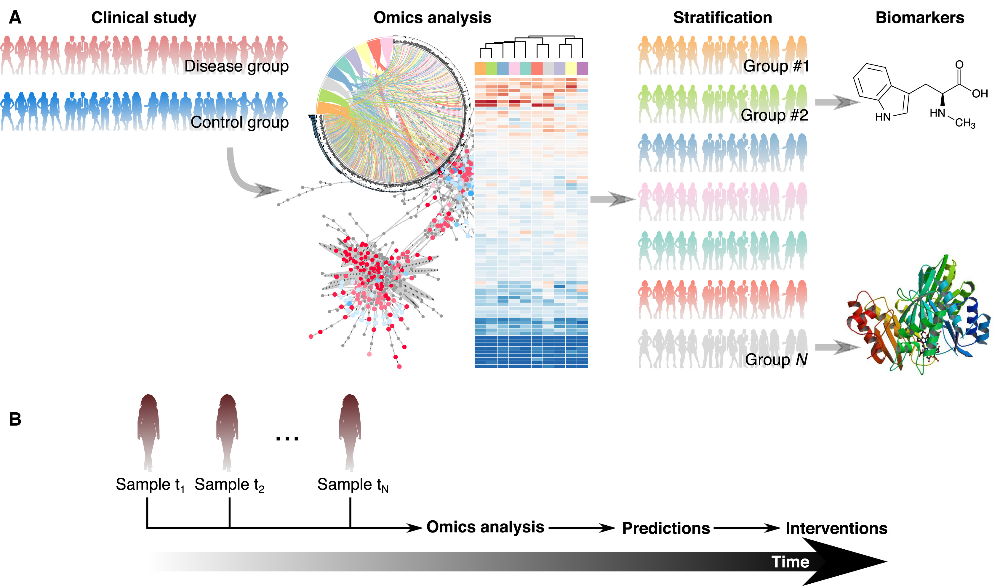 A
Clinical study
Omics analysis
Stratification
Biomarkers
Disease group
Control group
Group #1
Group #2
Group N
O
OH
HN
HN
CH₃
B
...
Sample t₁
Sample t₂
Sample tN
Omics analysis
Predictions
Interventions
Time